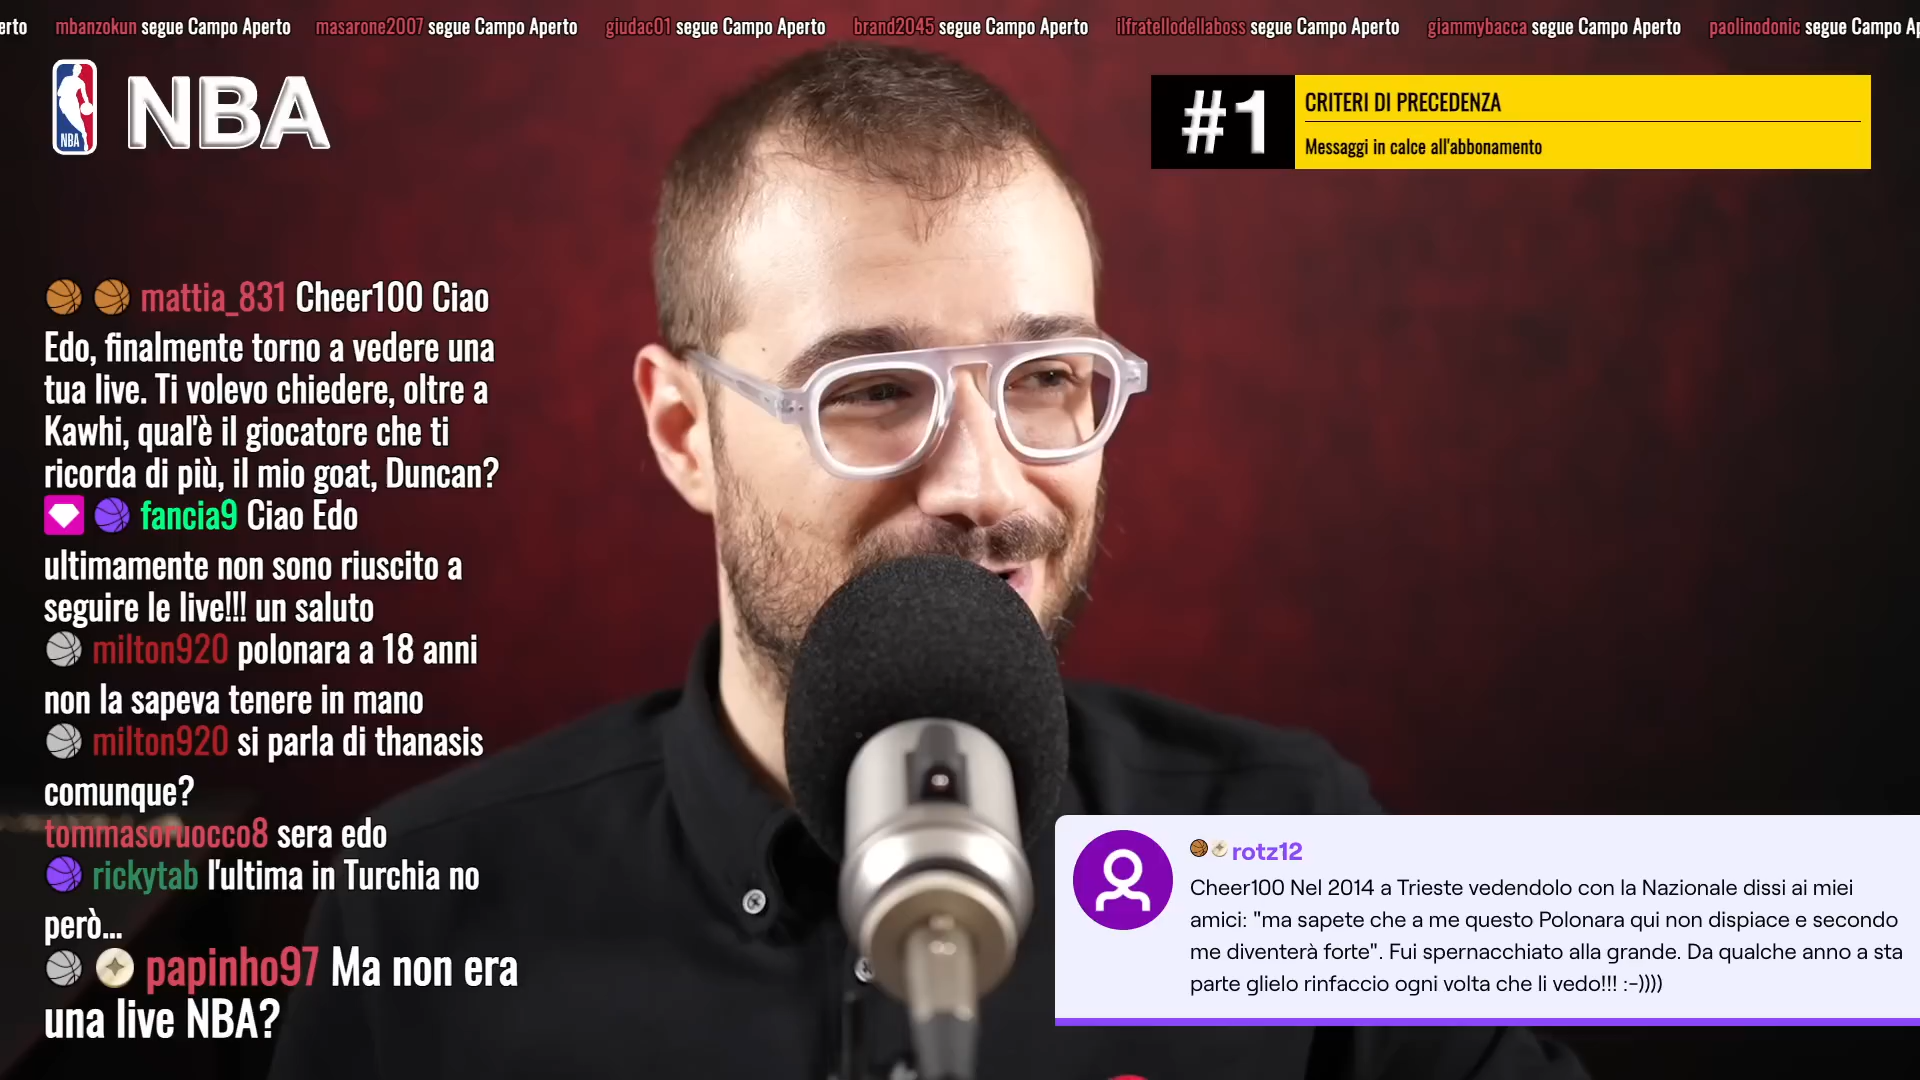 erto mbanzokun segue Campo Aperto masarone2007 segue Campo Aperto giudac01 segue Campo Aperto brand2045 segue Campo Aperto ilfratellodellaboss segue Campo Aperto giammybacca segue Campo Aperto paolinodonic segue Campo Ap
NBA
NBA
#1
CRITERI DI PRECEDENZA
Messaggi in calce all'abbonamento
mattia_831 Cheer100 Ciao
Edo, finalmente torno a vedere una
tua live. Ti volevo chiedere, oltre a
Kawhi, qual'è il giocatore che ti
ricorda di più, il mio goat, Duncan?
fancia9 Ciao Edo
ultimamente non sono riuscito a
seguire le live!!! un saluto
milton920 polonara a 18 anni
non la sapeva tenere in mano
milton920 si parla di thanasis
comunque?
tommasoruocco8 sera edo
rickytab l'ultima in Turchia no
però...
papinho97 Ma non era
una live NBA?
rotz12
Cheer100 Nel 2014 a Trieste vedendolo con la Nazionale dissi ai miei
amici: "ma sapete che a me questo Polonara qui non dispiace e secondo
me diventerà forte". Fui spernacchiato alla grande. Da qualche anno a sta
parte glielo rinfaccio ogni volta che li vedo!!! :-))))